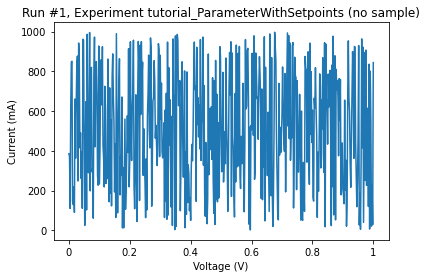 Run #1, Experiment tutorial_ParameterWithSetpoints (no sample)
1000
800
600
400
200
0
Current (mA)
0 0.2 0.4 0.6 0.8 1
Voltage (V)